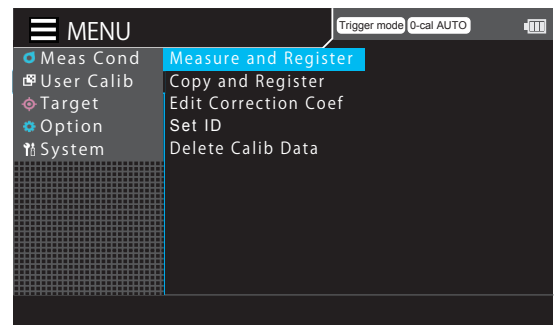 MENU
Trigger mode 0-cal AUTO
Meas Cond
User Calib
Target
Option
System
Measure and Register
Copy and Register
Edit Correction Coef
Set ID
Delete Calib Data